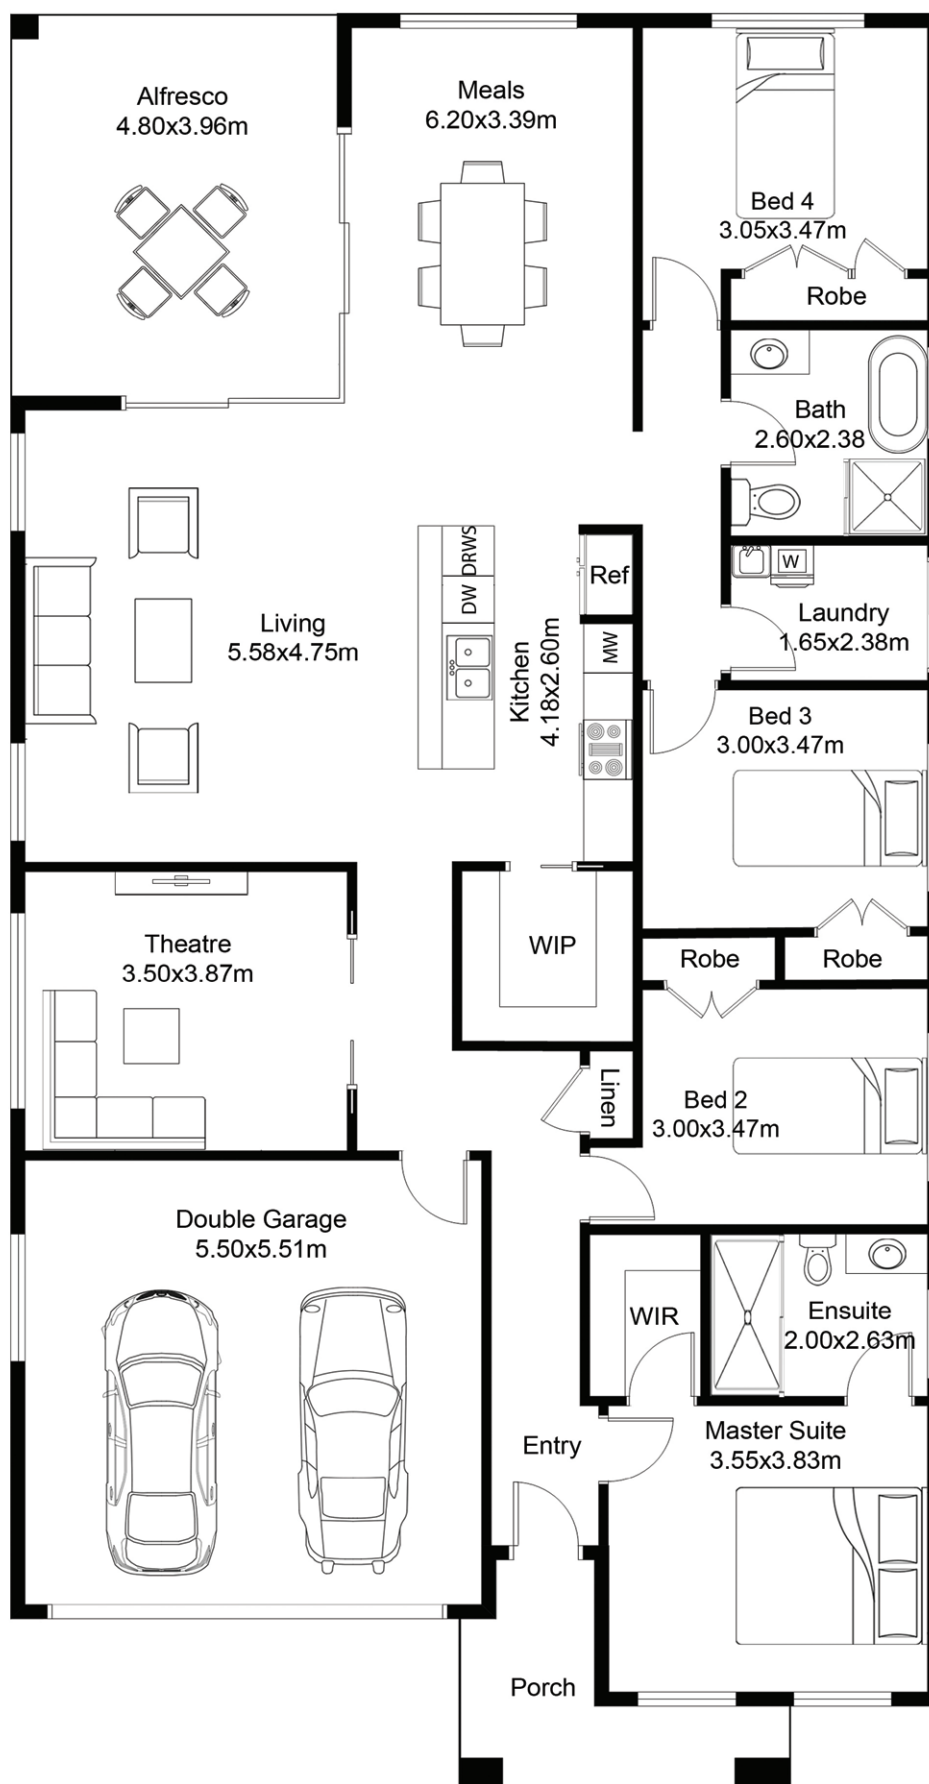 Alfresco
4.80x3.96m
Meals
6.20x3.39m
Bed 4
3.05x3.47m
Robe
Bath
2.60x2.38
DRWS
DW
Ref
MW
Kitchen
4.18x2.60m
Living
5.58x4.75m
W
Laundry
1.65x2.38m
Bed 3
3.00x3.47m
Theatre
3.50x3.87m
WIP
Robe
Robe
Linen
Bed 2
3.00x3.47m
Double Garage
5.50x5.51m
WIR
Ensuite
2.00x2.63m
Entry
Master Suite
3.55x3.83m
Porch